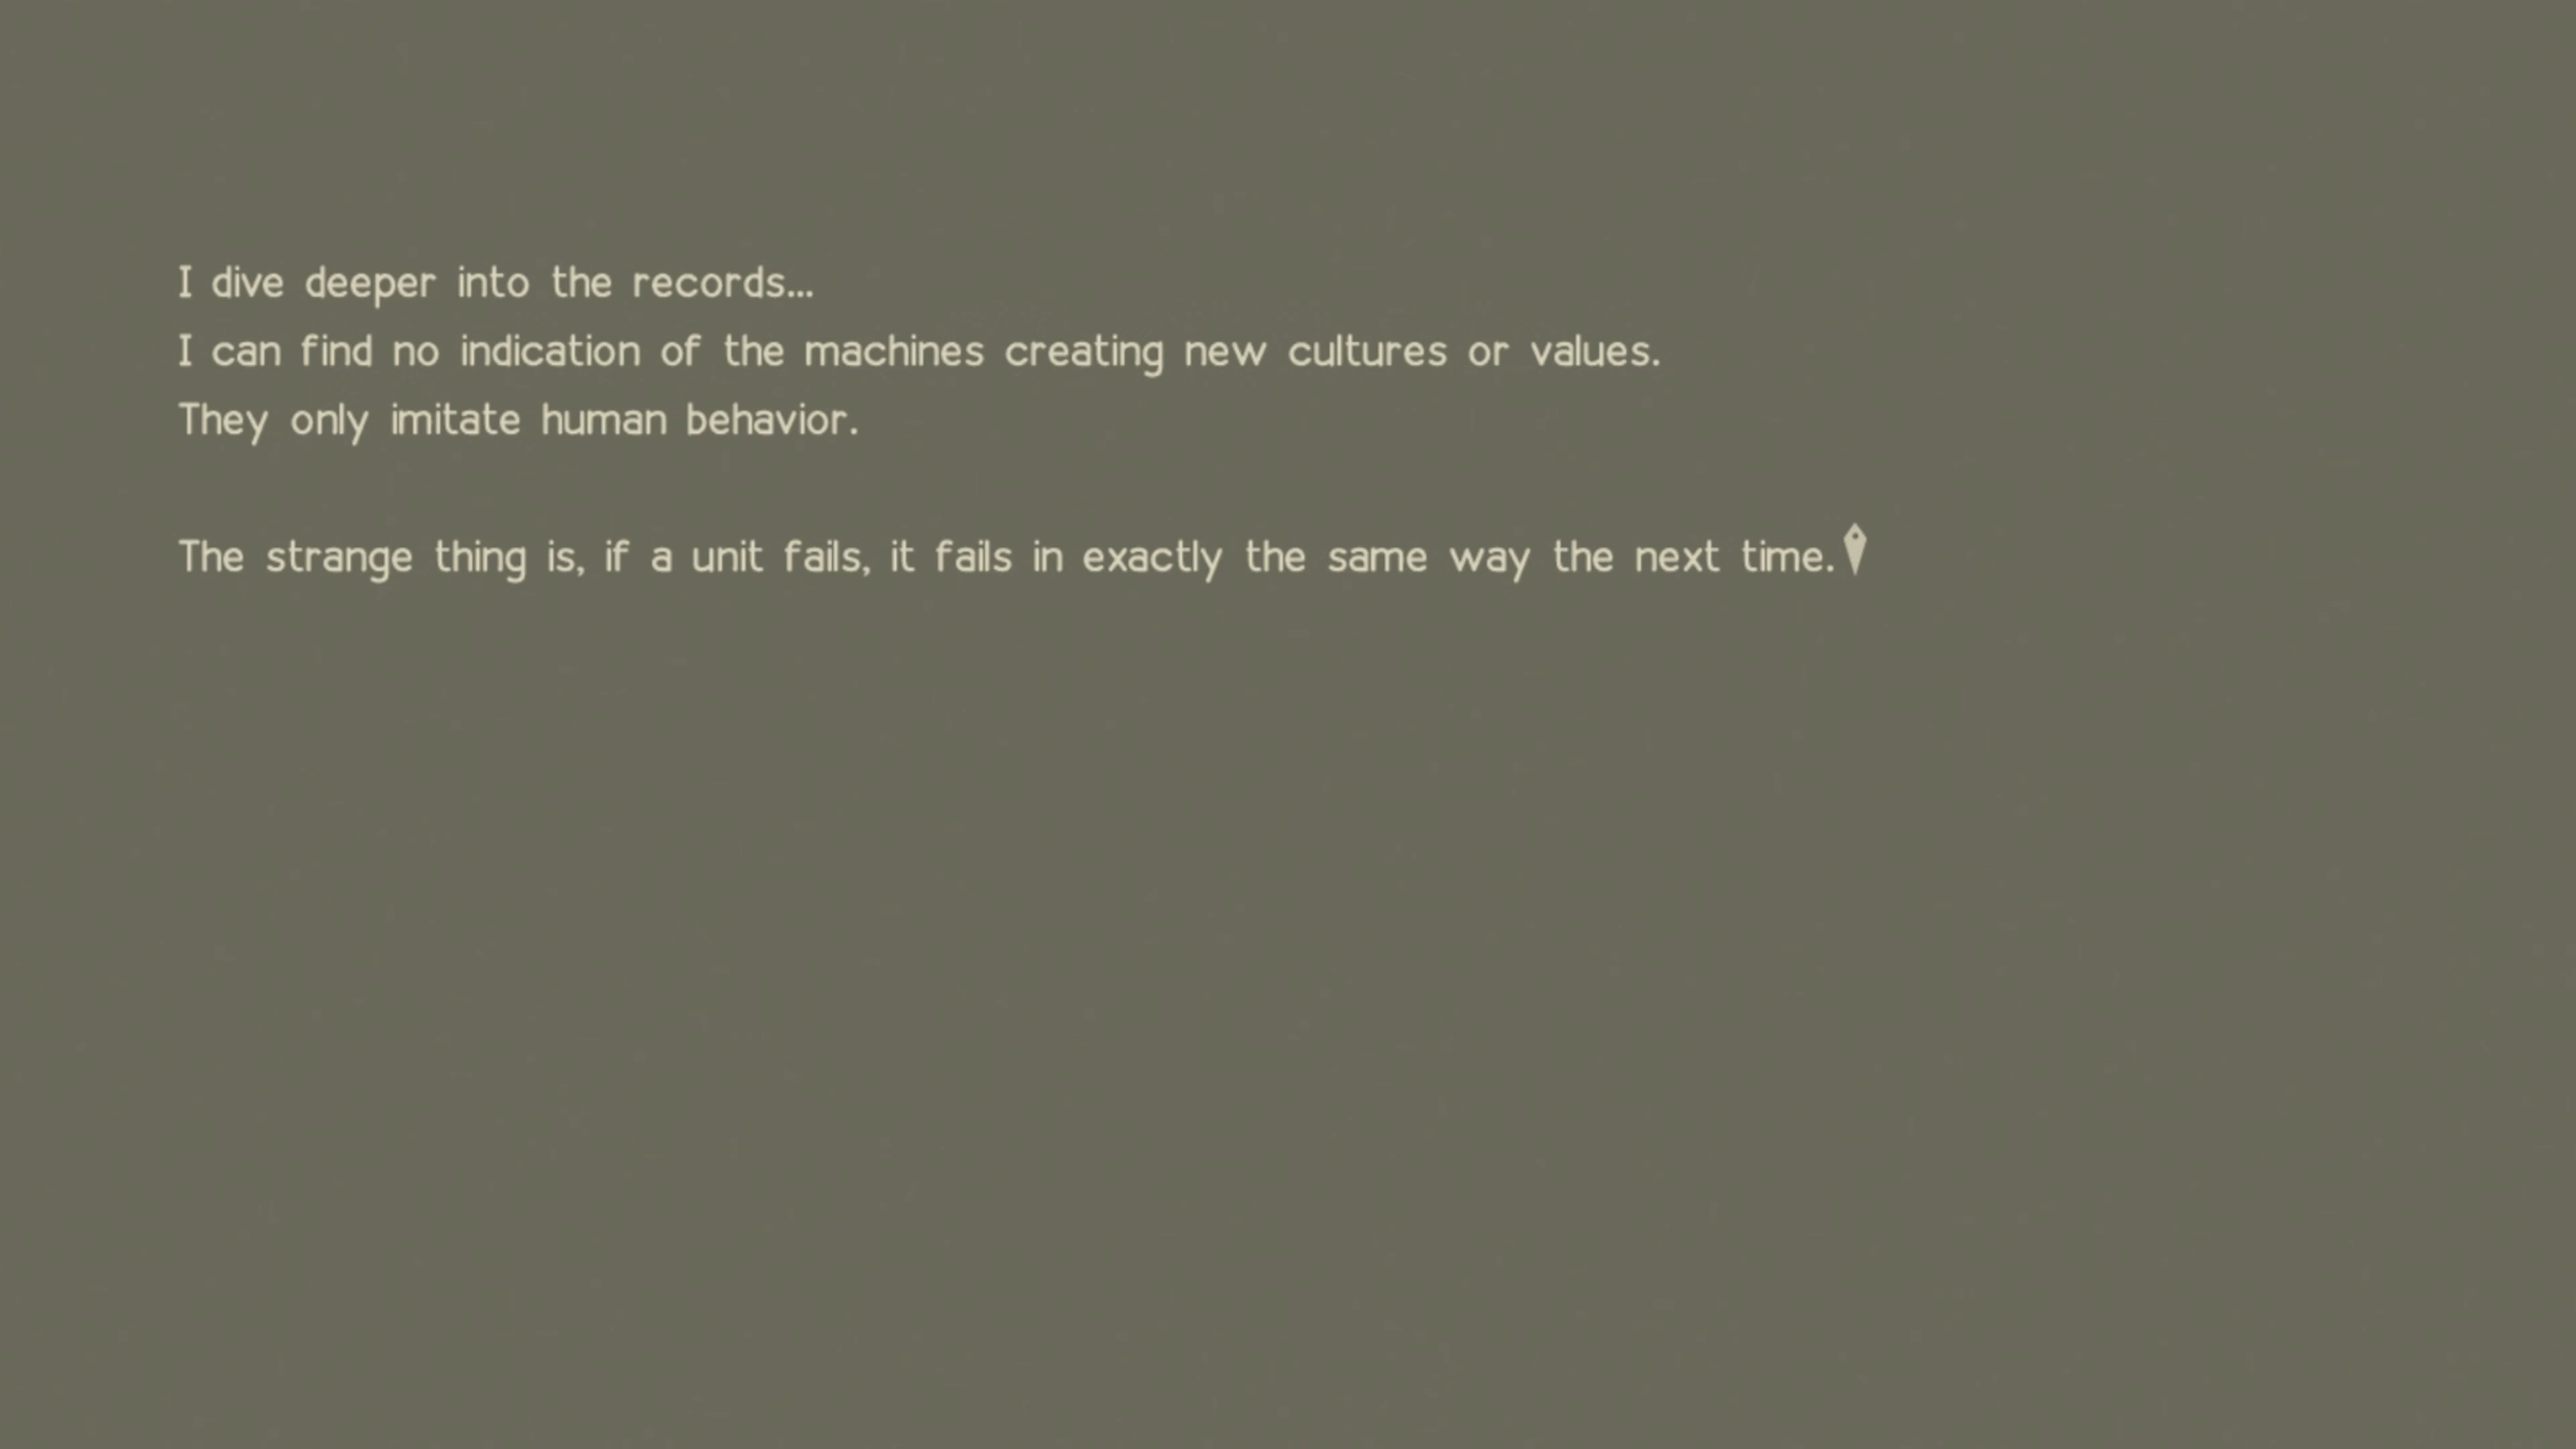 I dive deeper into the records...
I can find no indication of the machines creating new cultures or values.
They only imitate human behavior.
The strange thing is, if a unit fails, it fails in exactly the same way the next time.